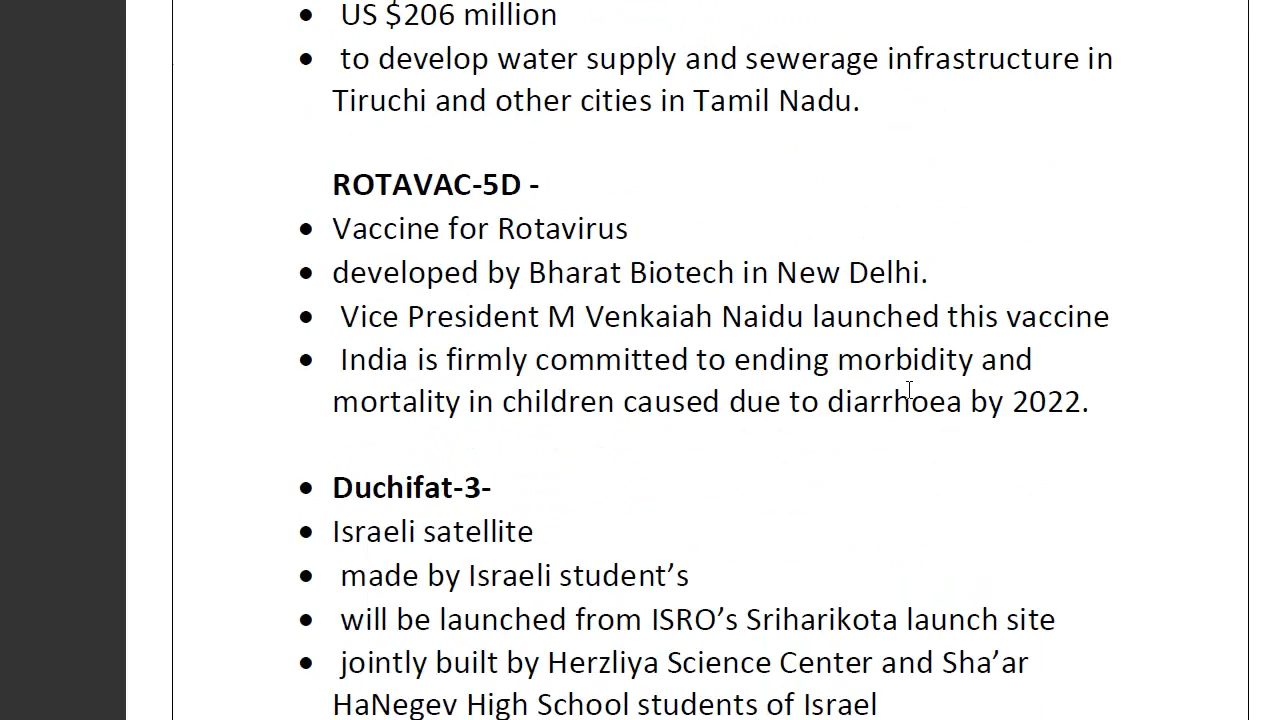 • US $206 million
• to develop water supply and sewerage infrastructure in
Tiruchi and other cities in Tamil Nadu.
ROTAVAC-5D -
• Vaccine for Rotavirus
• developed by Bharat Biotech in New Delhi.
• Vice President M Venkaiah Naidu launched this vaccine
• India is firmly committed to ending morbidity and
mortality in children caused due to diarrhoea by 2022.
• Duchifat-3-
• Israeli satellite
• made by Israeli student’s
• will be launched from ISRO’s Sriharikota launch site
• jointly built by Herzliya Science Center and Sha’ar
HaNegev High School students of Israel